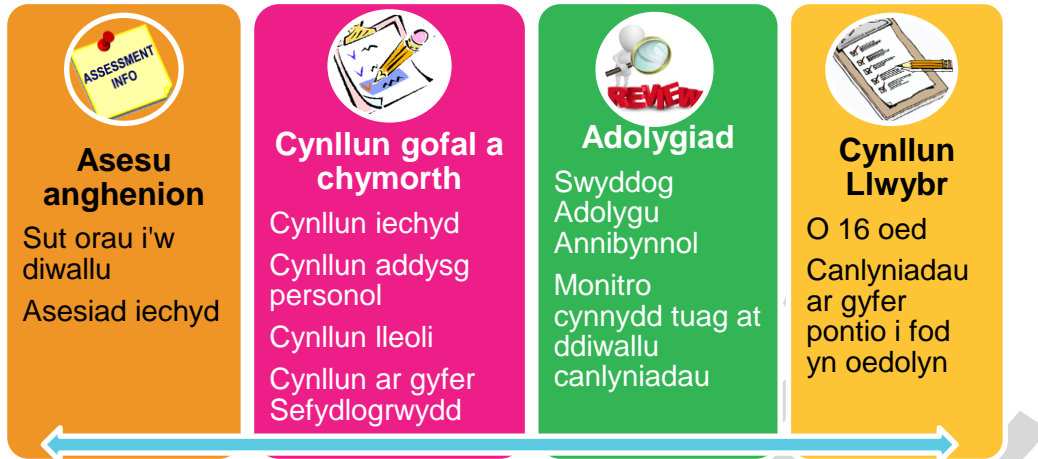 ASSESSMENT
INFO
Asesu
anghenion
Sut orau i'w
diwallu
Asesiad iechyd
Cynllun gofal a
chymorth
Cynllun iechyd
Cynllun addysg
personol
Cynllun lleoli
Cynllun ar gyfer
Sefydlogrwydd
REVIEW
Adolygiad
Swyddog
Adolygu
Annibynnol
Monitro
cynnydd tuag at
ddiwallu
canlyniadau
Cynllun
Llwybr
O 16 oed
Canlyniadau
ar gyfer
pontio i fod
yn oedolyn